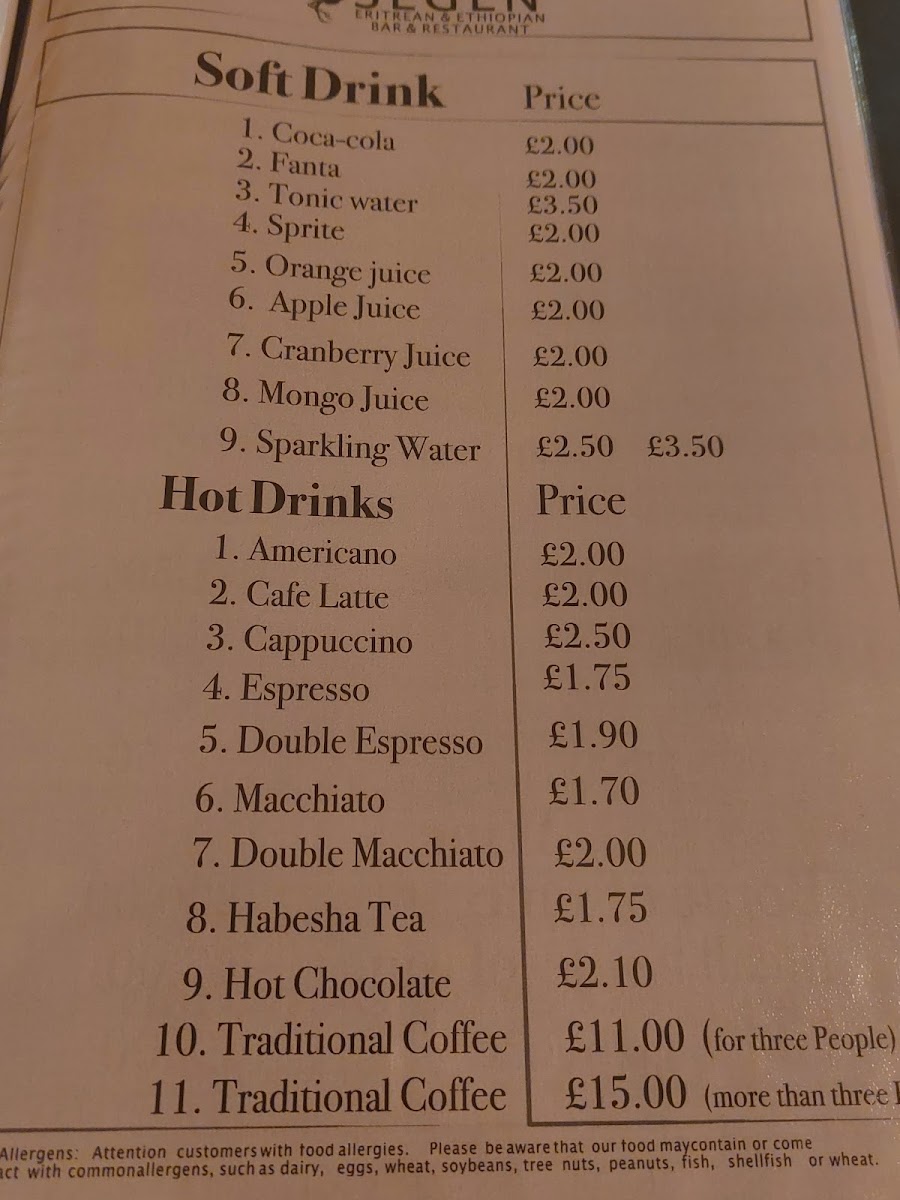 SEGEN
ERITREAN & ETHIOPIAN
BAR & RESTAURANT
Soft Drink Price
1. Coca-cola £2.00
2. Fanta £2.00
3. Tonic water £3.50
4. Sprite £2.00
5. Orange juice £2.00
6. Apple Juice £2.00
7. Cranberry Juice £2.00
8. Mongo Juice £2.00
9. Sparkling Water £2.50 £3.50
Hot Drinks Price
1. Americano £2.00
2. Cafe Latte £2.00
3. Cappuccino £2.50
4. Espresso £1.75
5. Double Espresso £1.90
6. Macchiato £1.70
7. Double Macchiato £2.00
8. Habesha Tea £1.75
9. Hot Chocolate £2.10
10. Traditional Coffee £11.00 (for three People)
11. Traditional Coffee £15.00 (more than three
Allergens: Attention customers with food allergies. Please be aware that our food maycontain or come
act with commonallergens, such as dairy, eggs, wheat, soybeans, tree nuts, peanuts, fish, shellfish or wheat.